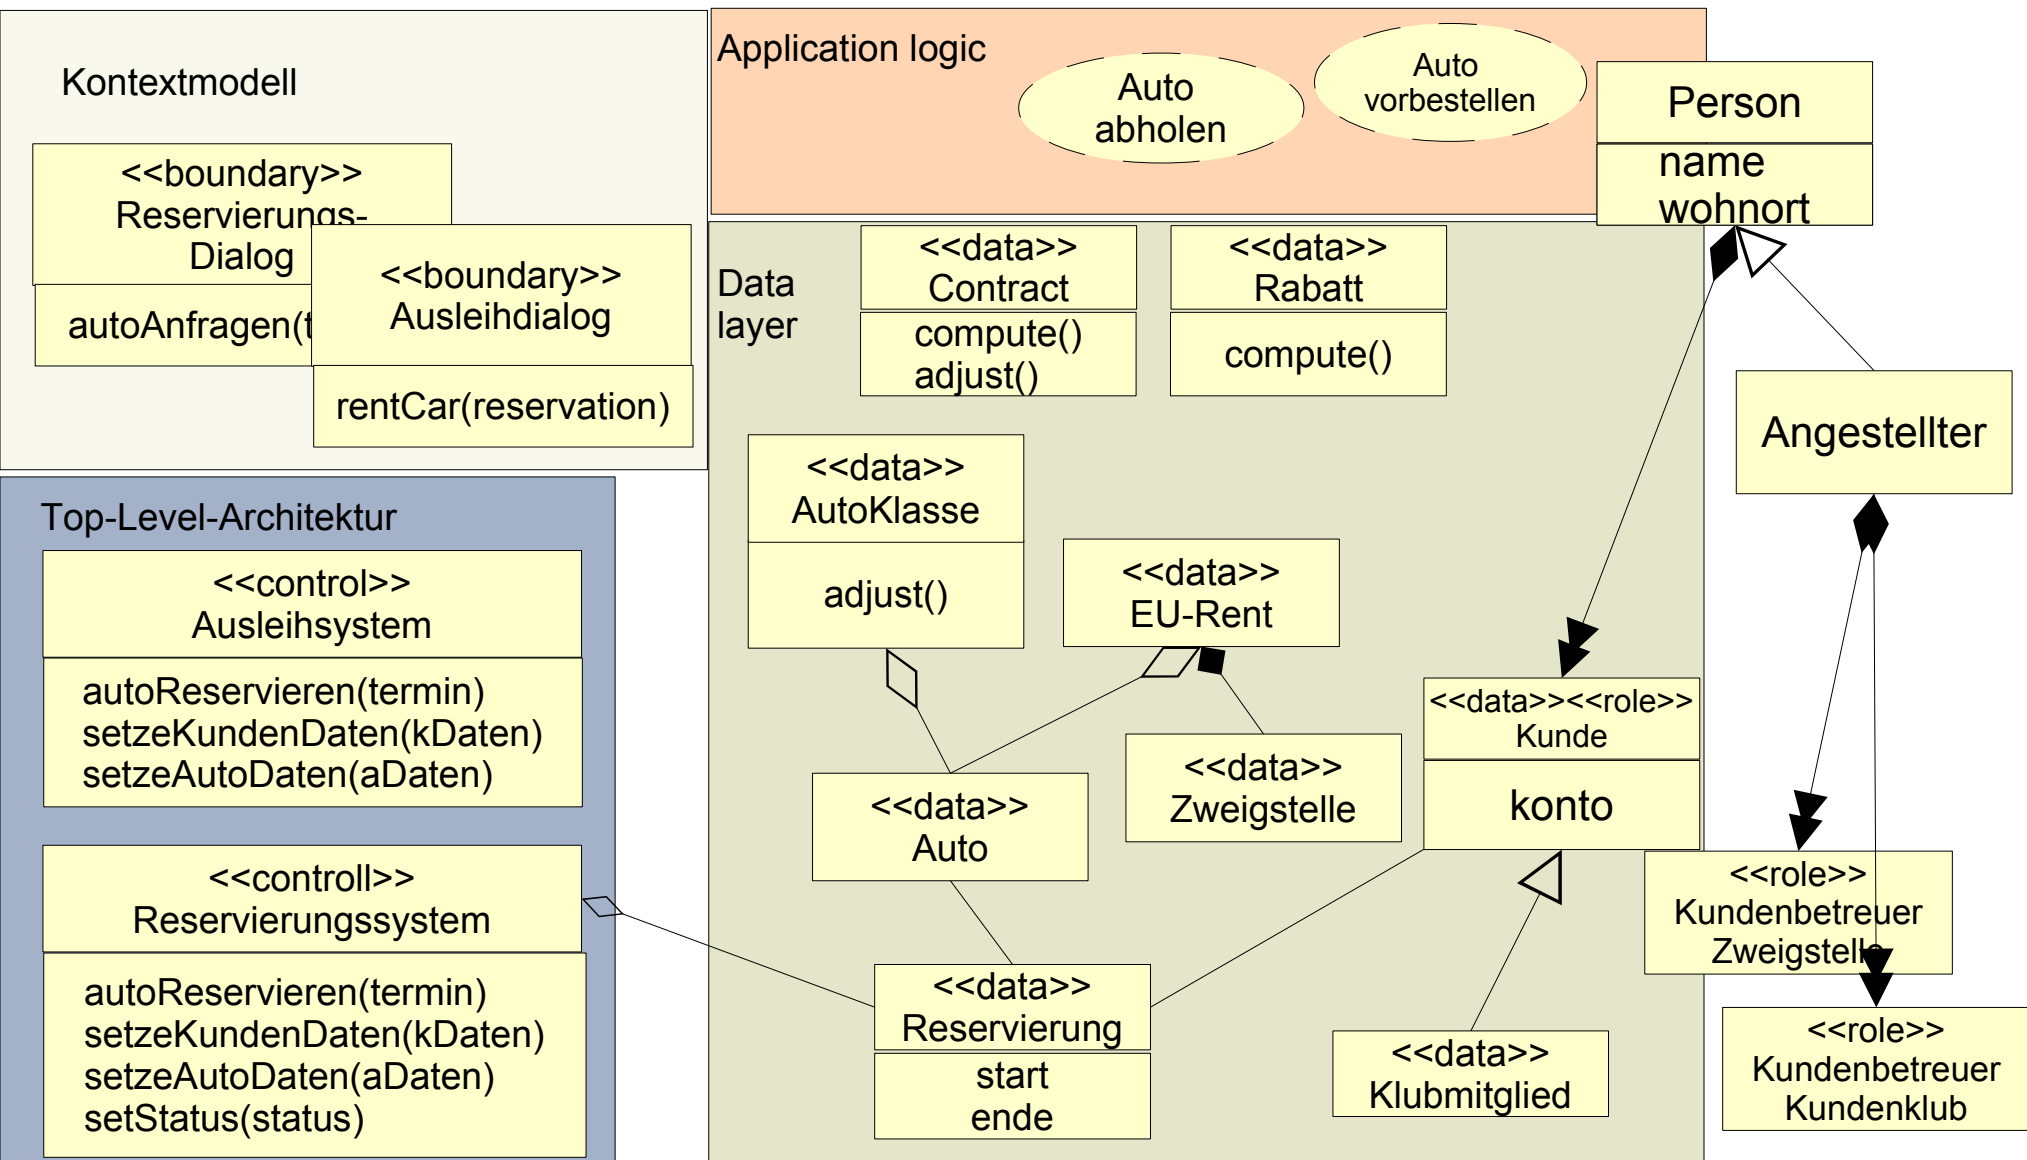 Kontextmodell
<<boundary>>
Reservierungs-
Dialog
autoAnfragen(
<<boundary>>
Ausleihdialog
rentCar(reservation)
Top-Level-Architektur
<<control>>
Ausleihsystem
autoReservieren(termin)
setzeKundenDaten(kDaten)
setzeAutoDaten(aDaten)
<<controll>>
Reservierungssystem
autoReservieren(termin)
setzeKundenDaten(kDaten)
setzeAutoDaten(aDaten)
setStatus(status)
Application logic
Auto
abholen
Auto
vorbestellen
Person
name
wohnort
Data
layer
<<data>>
Contract
compute()
adjust()
<<data>>
Rabatt
compute()
Angestellter
<<data>>
AutoKlasse
adjust()
<<data>>
EU-Rent
<<data>><<role>>
Kunde
konto
<<data>>
Zweigstelle
<<data>>
Auto
<<role>>
Kundenbetreuer
Zweigstelle
<<data>>
Reservierung
start
ende
<<data>>
Klubmitglied
<<role>>
Kundenbetreuer
Kundenklub